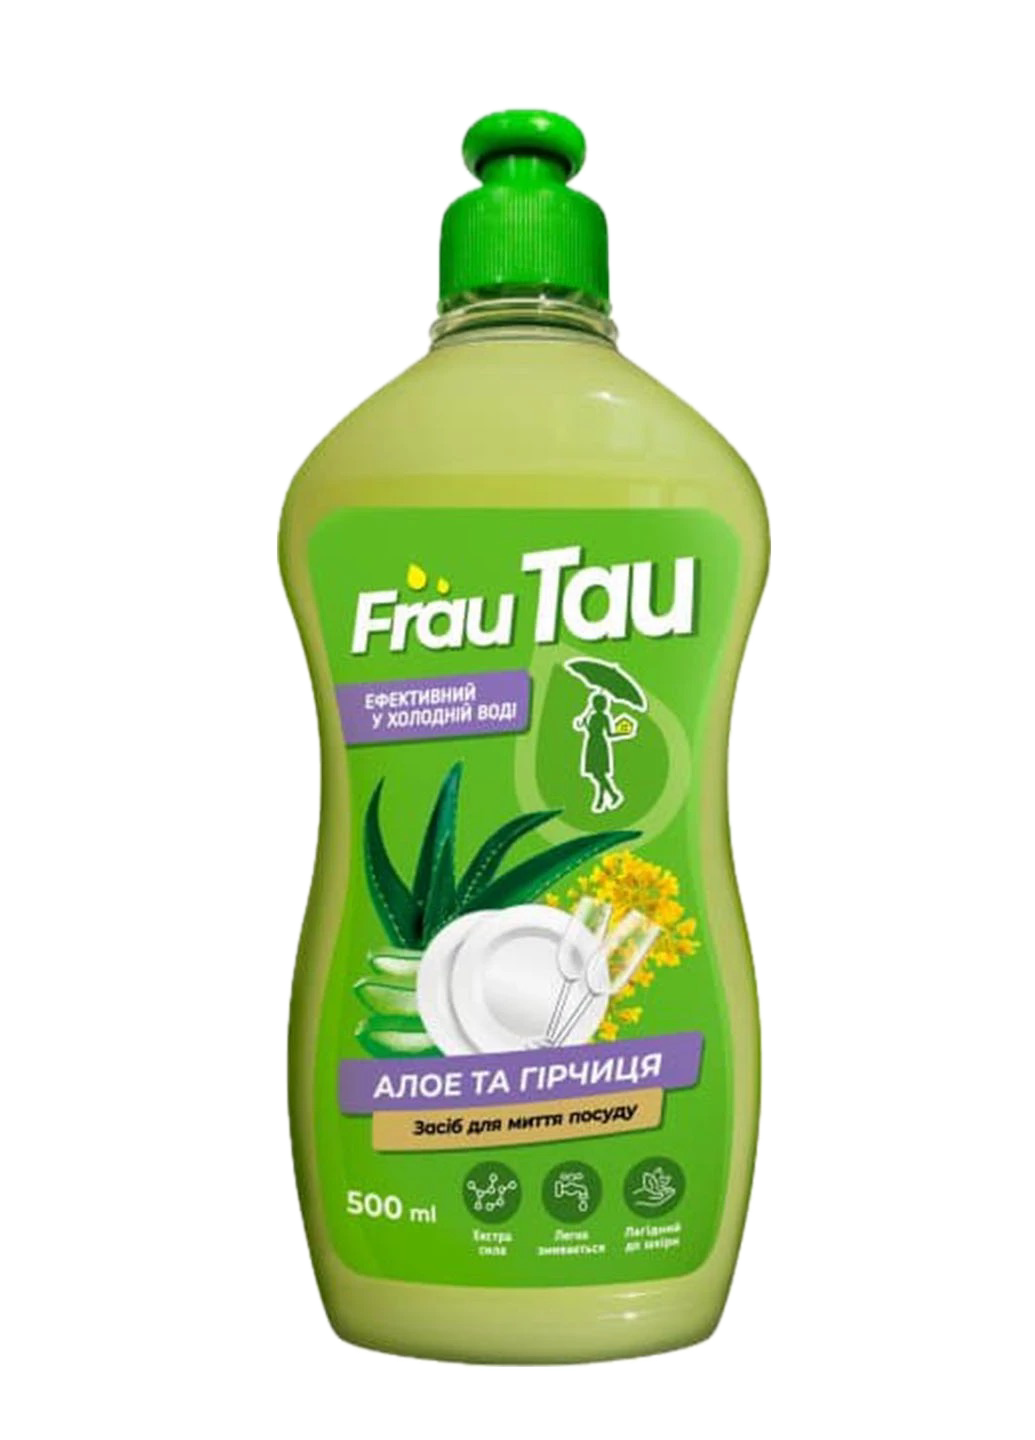 Fräu Tau
ЕФЕКТИВНИЙ
У ХОЛОДНІЙ ВОДІ
АЛОЕ ТА ГІРЧИЦЯ
Засіб для миття посуду
500 ml
Екстра
сила
Легко
змивається
Лагідний
до шкіри